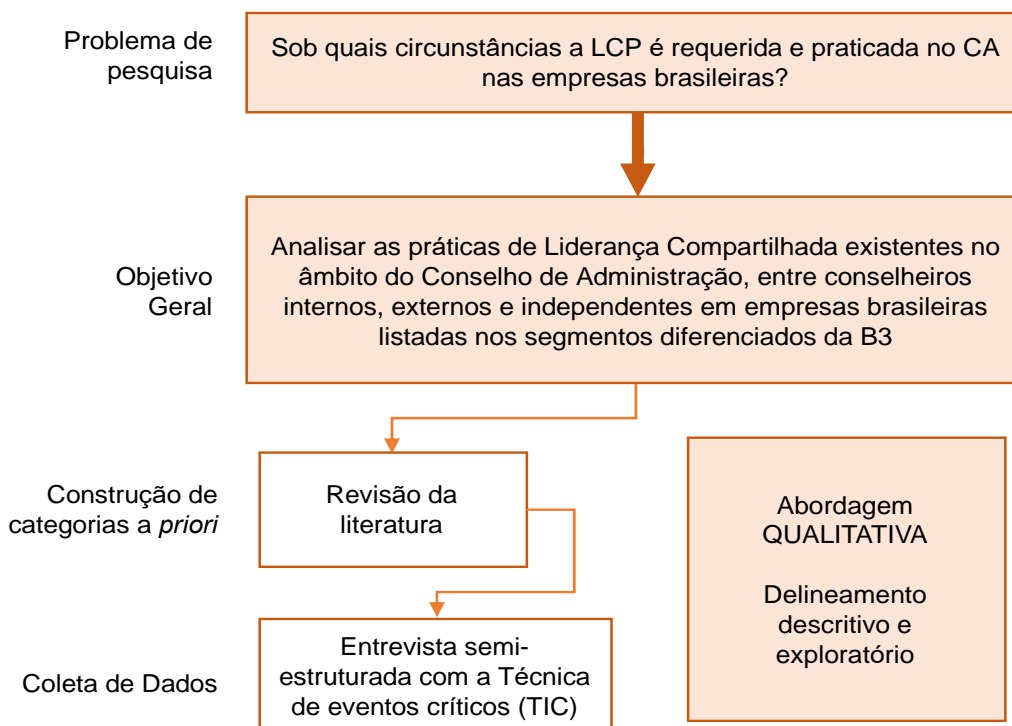 Problema de
pesquisa
Sob quais circunstâncias a LCP é requerida e praticada no CA
nas empresas brasileiras?
Objetivo
Geral
Analisar as práticas de Liderança Compartilhada existentes no
âmbito do Conselho de Administração, entre conselheiros
internos, externos e independentes em empresas brasileiras
listadas nos segmentos diferenciados da B3
Construção de
categorias a priori
Revisão da
literatura
Abordagem
QUALITATIVA
Delineamento
descritivo e
exploratório
Coleta de Dados
Entrevista semi-
estruturada com a Técnica
de eventos críticos (TIC)